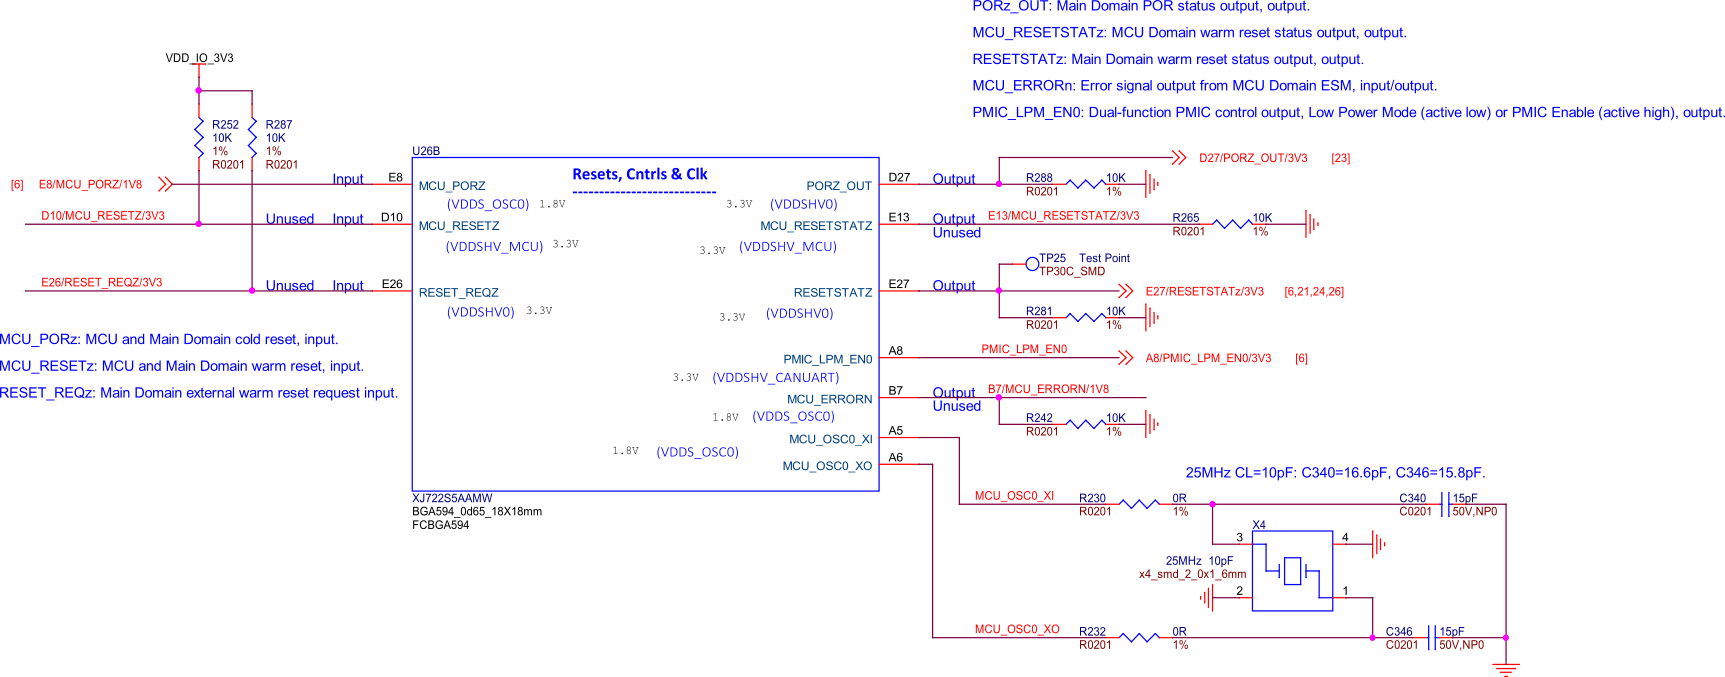 PORz_OUT: Main Domain POR status output, output.
MCU_RESETSTATz: MCU Domain warm reset status output, output.
RESETSTATz: Main Domain warm reset status output, output.
MCU_ERRORn: Error signal output from MCU Domain ESM, input/output.
PMIC_LPM_EN0: Dual-function PMIC control output, Low Power Mode (active low) or PMIC Enable (active high), output.
VDD_IO_3V3
R252
10K
1%
R0201
R287
10K
1%
R0201
[6] E8/MCU_PORZ/1V8
Input
E8
D10/MCU_RESETZ/3V3
Unused
Input
D10
E26/RESET_REQZ/3V3
Unused
Input
E26
MCU_PORz: MCU and Main Domain cold reset, input.
MCU_RESETz: MCU and Main Domain warm reset, input.
RESET_REQz: Main Domain external warm reset request input.
U26B
Resets, Cntrls & Clk
--------------------------
MCU_PORZ
(VDDS_OSC0) 1.8V
MCU_RESETZ
(VDDSHV_MCU) 3.3V
RESET_REQZ
(VDDSHV0) 3.3V
PORZ_OUT
3.3V (VDDSHV0)
MCU_RESETSTATZ
3.3V (VDDSHV_MCU)
RESETSTATZ
3.3V (VDDSHV0)
PMIC_LPM_EN0
3.3V (VDDSHV_CANUART)
MCU_ERRORN
1.8V (VDDS_OSC0)
MCU_OSC0_XI
1.8V (VDDS_OSC0)
MCU_OSC0_XO
XJ722S5AAMW
BGA594_0d65_18X18mm
FCBGA594
D27
Output
D27/PORZ_OUT/3V3 [23]
R288 10K
R0201 1%
E13
Output
Unused
E13/MCU_RESETSTATZ/3V3
R265 10K
R0201 1%
TP25 Test Point
TP30C_SMD
E27
Output
E27/RESETSTATz/3V3 [6,21,24,26]
R281 10K
R0201 1%
A8
PMIC_LPM_EN0
A8/PMIC_LPM_EN0/3V3 [6]
B7
Output
Unused
B7/MCU_ERRORN/1V8
R242 10K
R0201 1%
A5
A6
25MHz CL=10pF: C340=16.6pF, C346=15.8pF.
MCU_OSC0_XI
R230 0R
R0201 1%
C340 15pF
C0201 50V,NP0
X4
3
4
25MHz 10pF
x4_smd_2_0x1_6mm
2
1
MCU_OSC0_XO
R232 0R
R0201 1%
C346 15pF
C0201 50V,NP0